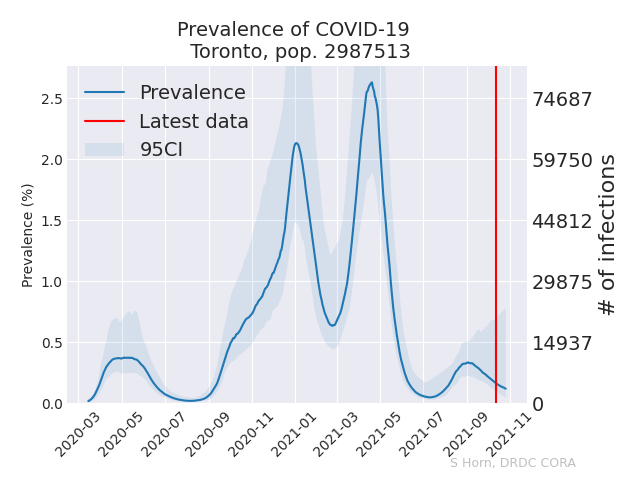 Prevalence of COVID-19
Toronto, pop. 2987513
Prevalence
Latest data
95CI
Prevalence (%)
2.5
2.0
1.5
1.0
0.5
0.0
74687
59750
44812
29875
14937
0
# of infections
2020-03
2020-05
2020-07
2020-09
2020-11
2021-01
2021-03
2021-05
2021-07
2021-09
2021-11
S Horn, DRDC CORA